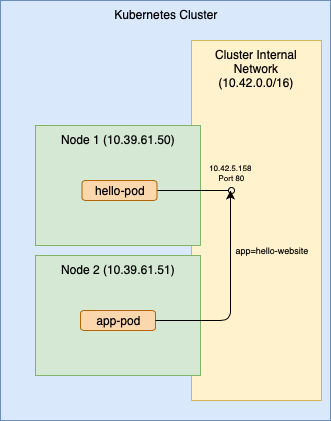 Kubernetes Cluster
Cluster Internal
Network
(10.42.0.0/16)
Node 1 (10.39.61.50)
10.42.5.158
Port 80
hello-pod
app=hello-website
Node 2 (10.39.61.51)
app-pod